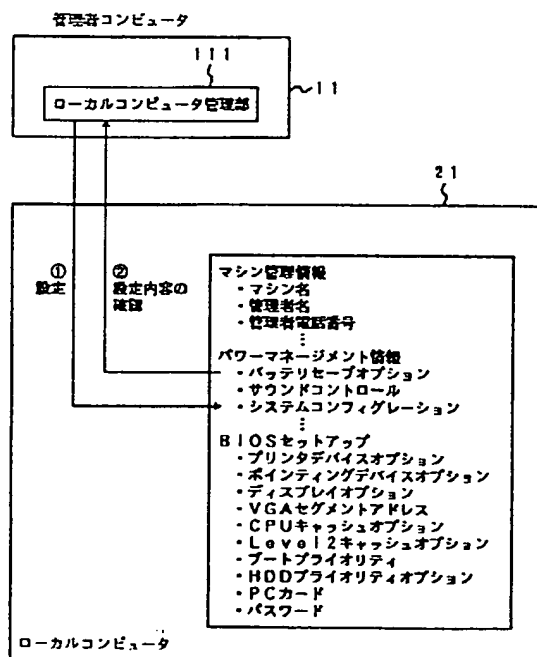 管理者コンピュータ
111
ローカルコンピュータ管理部
11
21
①
設定
②
設定内容の
確認
マシン管理情報
・マシン名
・管理者名
・管理者電話番号
⋮
パワーマネージメント情報
・バッテリセーブオプション
・サウンドコントロール
・システムコンフィグレーション
⋮
BIOSセットアップ
・プリンタデバイスオプション
・ポインティングデバイスオプション
・ディスプレイオプション
・VGAセグメントアドレス
・CPUキャッシュオプション
・Level2キャッシュオプション
・ブートプライオリティ
・HDDプライオリティオプション
・PCカード
・パスワード
ローカルコンピュータ